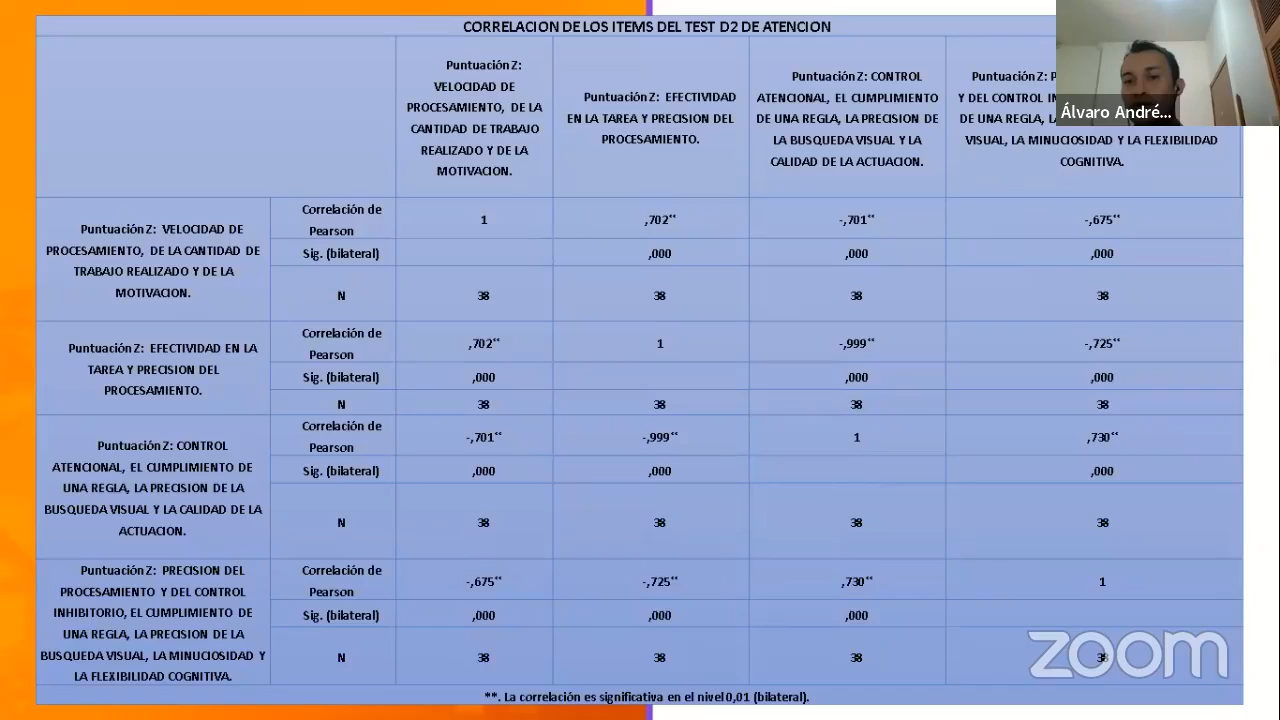 CORRELACION DE LOS ITEMS DEL TEST D2 DE ATENCION
Puntuación Z:
VELOCIDAD DE
PROCESAMIENTO, DE LA
CANTIDAD DE TRABAJO
REALIZADO Y DE LA
MOTIVACION.
Puntuación Z: EFECTIVIDAD
EN LA TAREA Y PRECISION DEL
PROCESAMIENTO.
Puntuación Z: CONTROL
ATENCIONAL, EL CUMPLIMIENTO
DE UNA REGLA, LA PRECISION DE
LA BUSQUEDA VISUAL Y LA
CALIDAD DE LA ACTUACION.
Puntuación Z:
Y DEL CONTROL
DE UNA REGLA,
VISUAL, LA MINUCIOSIDAD Y LA FLEXIBILIDAD
COGNITIVA.
Álvaro André...
Puntuación Z: VELOCIDAD DE
PROCESAMIENTO, DE LA CANTIDAD DE
TRABAJO REALIZADO Y DE LA
MOTIVACION.
Correlación de
Pearson
1 ,702** -,701** -,675**
Sig. (bilateral) ,000 ,000 ,000
N 38 38 38 38
Puntuación Z: EFECTIVIDAD EN LA
TAREA Y PRECISION DEL
PROCESAMIENTO.
Correlación de
Pearson
,702** 1 -,999** -,725**
Sig. (bilateral) ,000 ,000 ,000
N 38 38 38 38
Puntuación Z: CONTROL
ATENCIONAL, EL CUMPLIMIENTO DE
UNA REGLA, LA PRECISION DE LA
BUSQUEDA VISUAL Y LA CALIDAD DE LA
ACTUACION.
Correlación de
Pearson
-,701** -,999** 1 ,730**
Sig. (bilateral) ,000 ,000 ,000
N 38 38 38 38
Puntuación Z: PRECISION DEL
PROCESAMIENTO Y DEL CONTROL
INHIBITORIO, EL CUMPLIMIENTO DE
UNA REGLA, LA PRECISION DE LA
BUSQUEDA VISUAL, LA MINUCIOSIDAD Y
LA FLEXIBILIDAD COGNITIVA.
Correlación de
Pearson
-,675** -,725** ,730** 1
Sig. (bilateral) ,000 ,000 ,000
N 38 38 38 38
zoom
**. La correlación es significativa en el nivel 0,01 (bilateral).